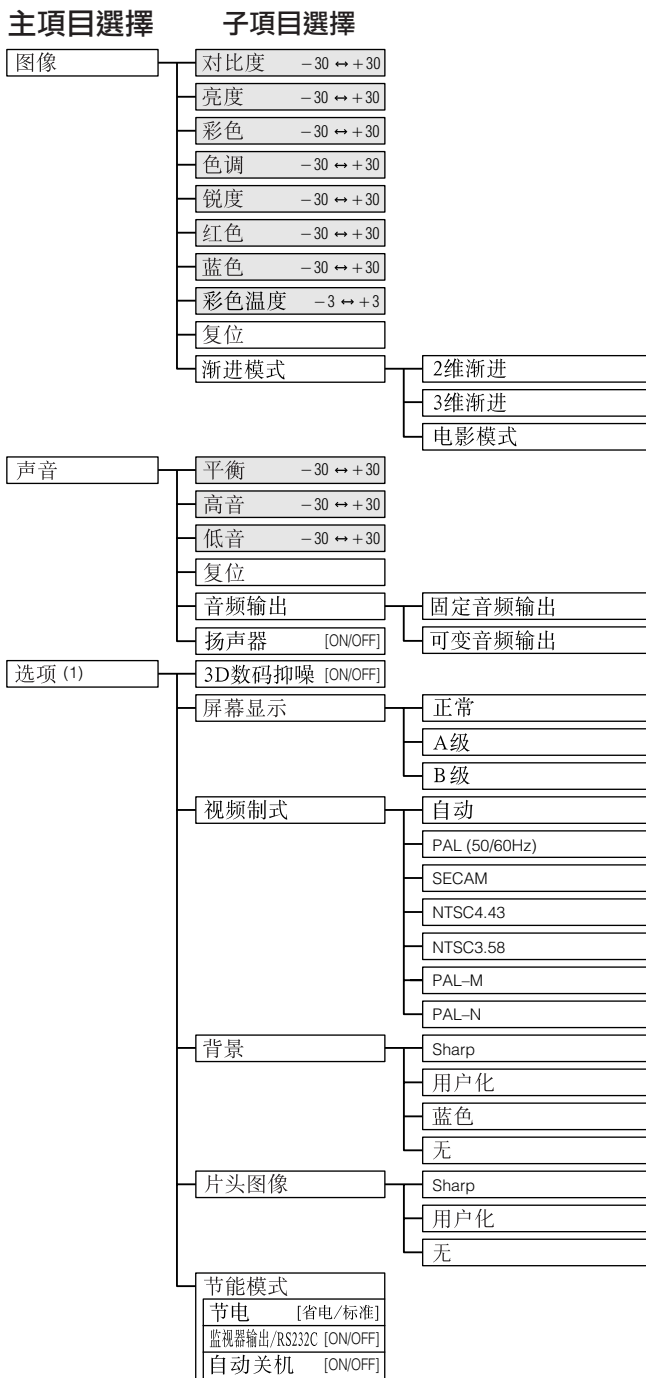 主項目選擇 子項目選擇
图像 对比度 －30 ↔ ＋30
亮度 －30 ↔ ＋30
彩色 －30 ↔ ＋30
色调 －30 ↔ ＋30
锐度 －30 ↔ ＋30
红色 －30 ↔ ＋30
蓝色 －30 ↔ ＋30
彩色温度 －3 ↔ ＋3
复位
渐进模式 2维渐进
3维渐进
电影模式
声音 平衡 －30 ↔ ＋30
高音 －30 ↔ ＋30
低音 －30 ↔ ＋30
复位
音频输出 固定音频输出
扬声器 [ON/OFF] 可变音频输出
选项 (1) 3D数码抑噪 [ON/OFF]
屏幕显示 正常
A级
B级
视频制式 自动
PAL (50/60Hz)
SECAM
NTSC4.43
NTSC3.58
PAL–M
PAL–N
背景 Sharp
用户化
蓝色
无
片头图像 Sharp
用户化
无
节能模式
节电 [省电/标准]
监视器输出/RS232C [ON/OFF]
自动关机 [ON/OFF]